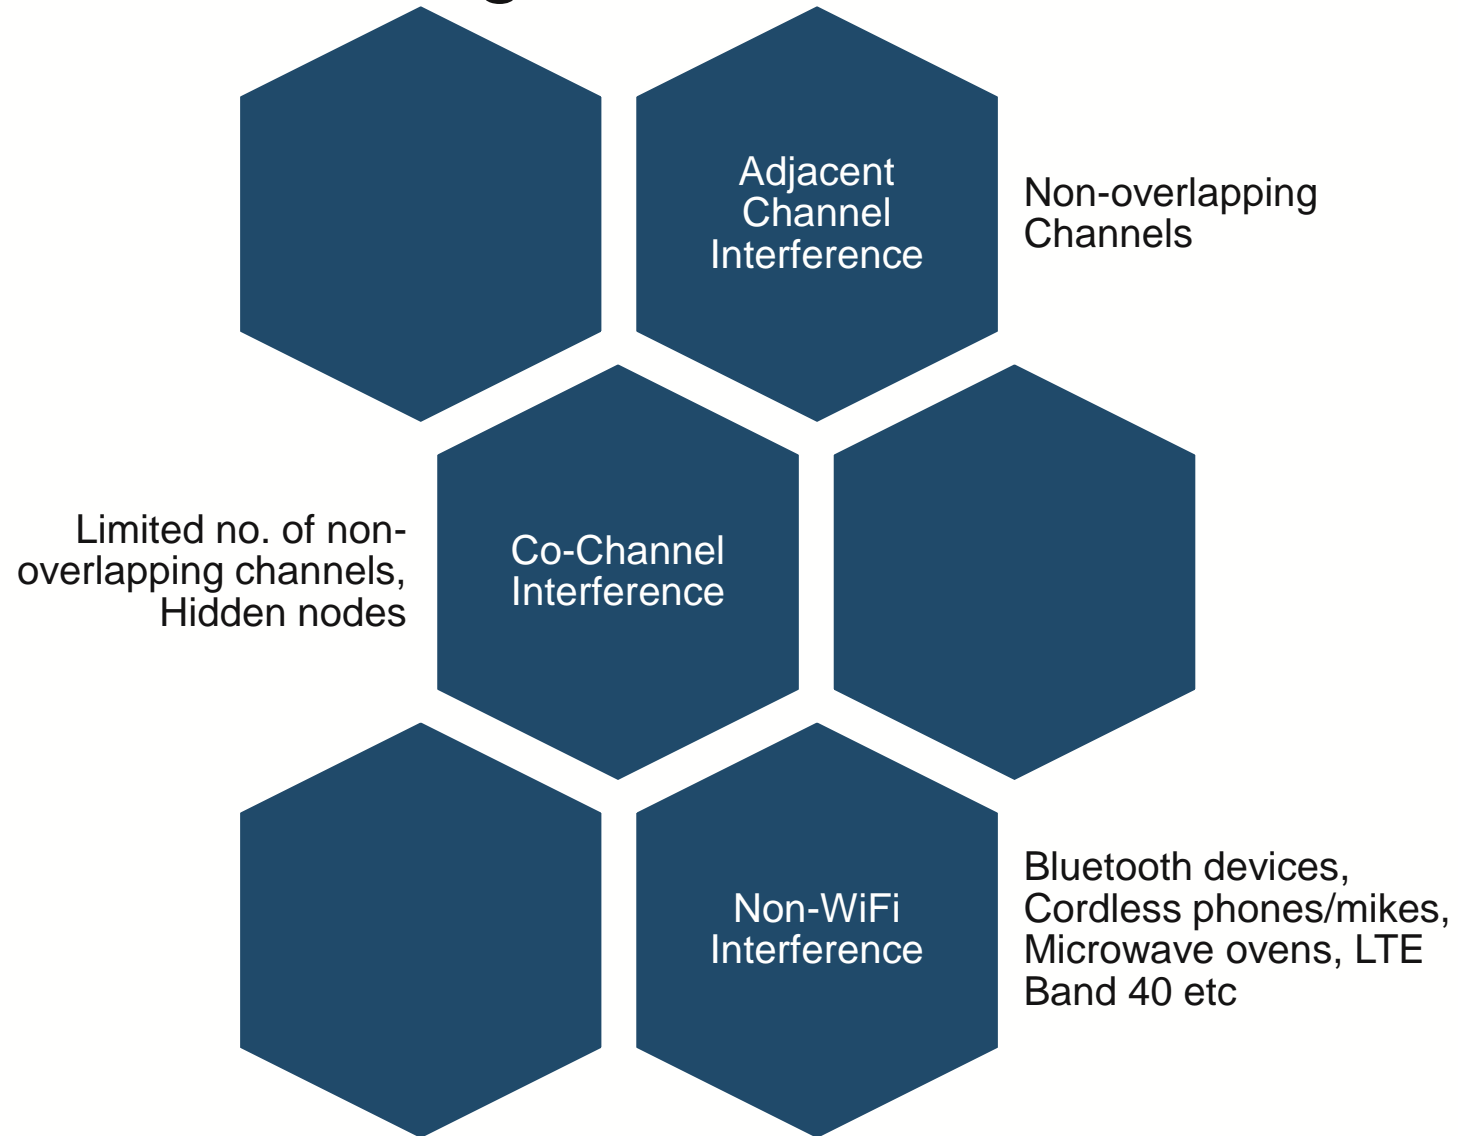 Adjacent
Channel
Interference
Non-overlapping
Channels
Limited no. of non-
overlapping channels,
Hidden nodes
Co-Channel
Interference
Non-WiFi
Interference
Bluetooth devices,
Cordless phones/mikes,
Microwave ovens, LTE
Band 40 etc